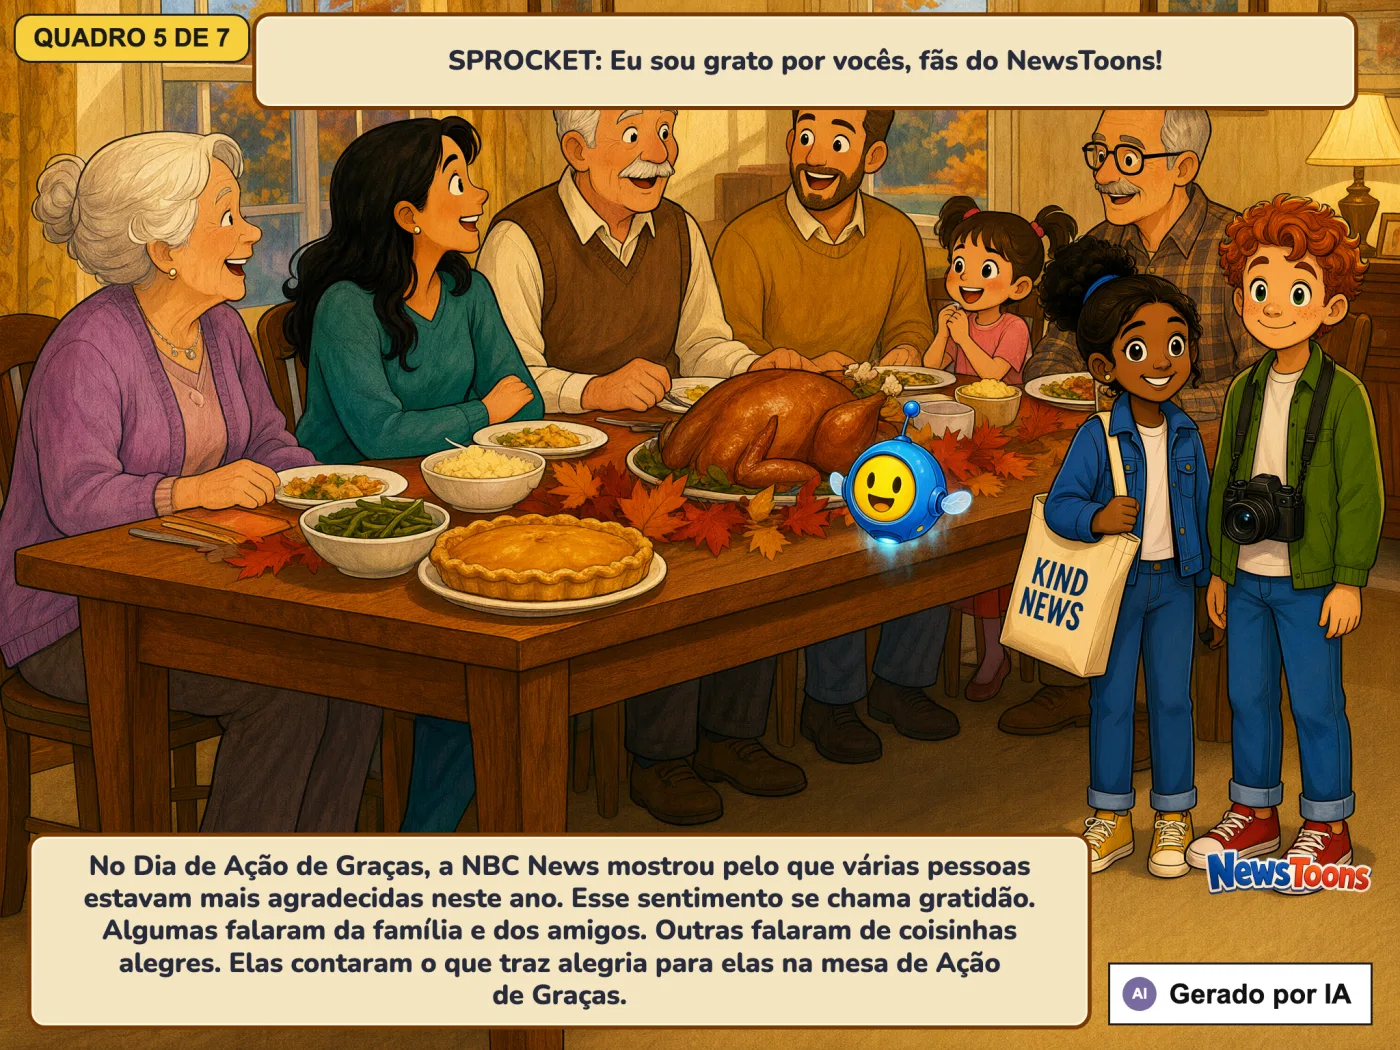 QUADRO 5 DE 7
SPROCKET: Eu sou grato por vocês, fãs do NewsToons!
KIND
NEWS
No Dia de Ação de Graças, a NBC News mostrou pelo que várias pessoas
estavam mais agradecidas neste ano. Esse sentimento se chama gratidão.
Algumas falaram da família e dos amigos. Outras falaram de coisinhas
alegres. Elas contaram o que traz alegria para elas na mesa de Ação
de Graças.
NewsToons
AI Gerado por IA